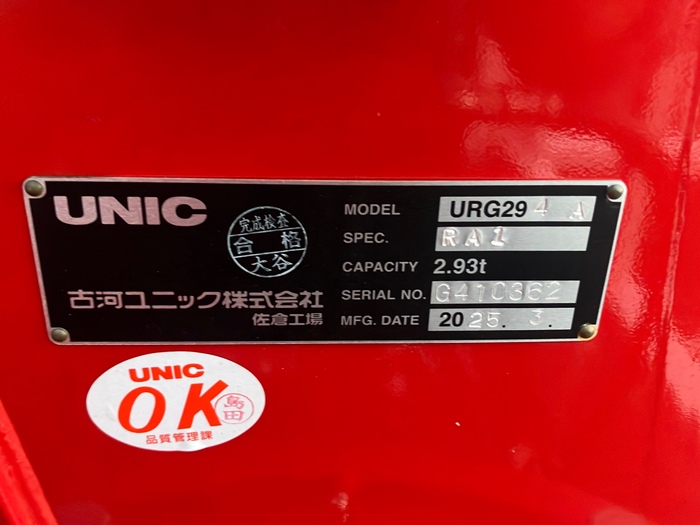 UNIC
完成検査
合格
大谷
古河ユニック株式会社
佐倉工場
MODEL URG294A
SPEC. RA1
CAPACITY 2.93t
SERIAL NO. G410362
MFG. DATE 2025. 3.
UNIC
OK
島田
品質管理課